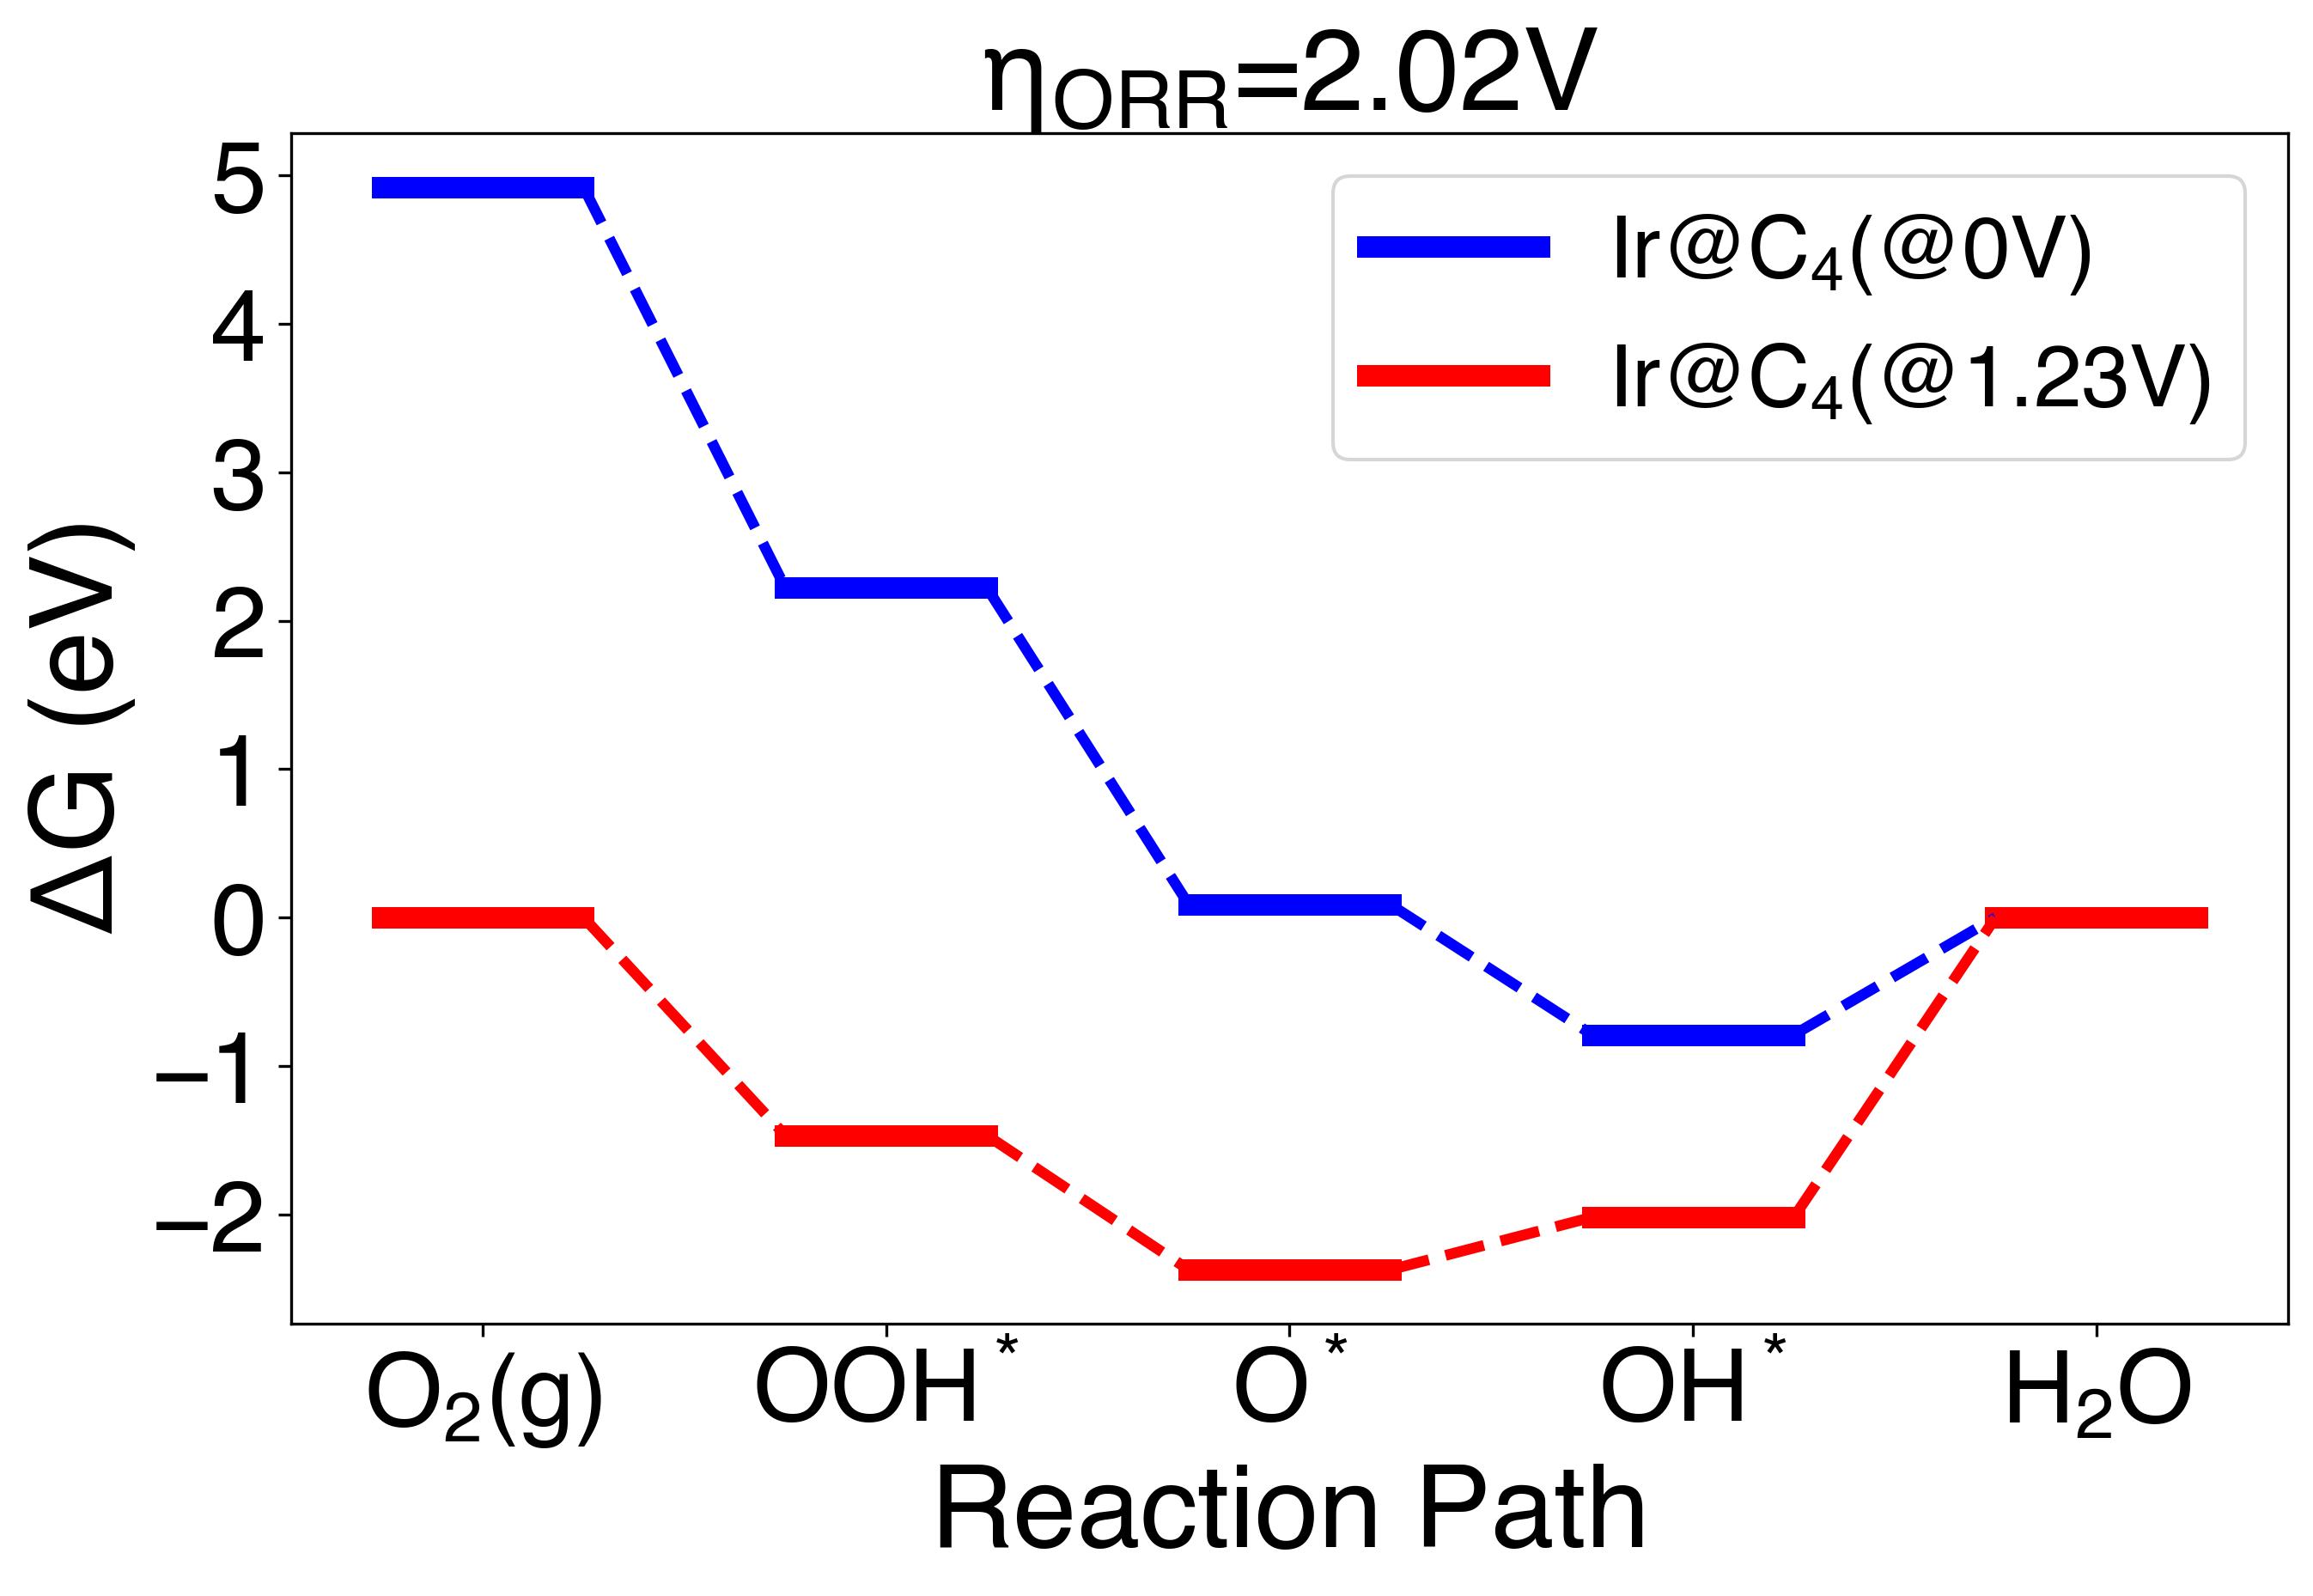 η_ORR=2.02V
Ir@C₄(@0V)
Ir@C₄(@1.23V)
ΔG (eV)
5
4
3
2
1
0
−1
−2
O₂(g) OOH* O* OH* H₂O
Reaction Path